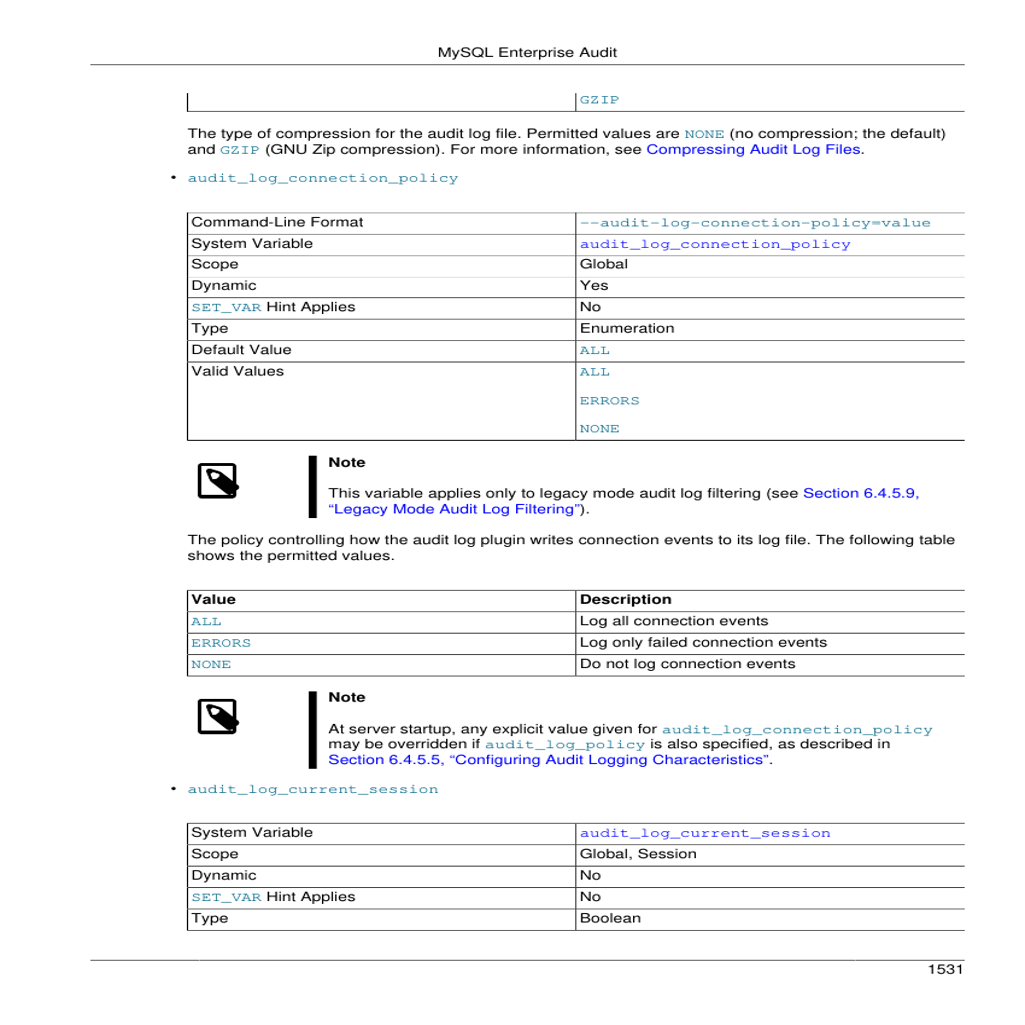 MySQL Enterprise Audit
GZIP
The type of compression for the audit log file. Permitted values are NONE (no compression; the default)
and GZIP (GNU Zip compression). For more information, see Compressing Audit Log Files.
• audit_log_connection_policy
Command-Line Format --audit-log-connection-policy=value
System Variable audit_log_connection_policy
Scope Global
Dynamic Yes
SET_VAR Hint Applies No
Type Enumeration
Default Value ALL
Valid Values ALL
ERRORS
NONE
Note
This variable applies only to legacy mode audit log filtering (see Section 6.4.5.9,
“Legacy Mode Audit Log Filtering”).
The policy controlling how the audit log plugin writes connection events to its log file. The following table
shows the permitted values.
Value Description
ALL Log all connection events
ERRORS Log only failed connection events
NONE Do not log connection events
Note
At server startup, any explicit value given for audit_log_connection_policy
may be overridden if audit_log_policy is also specified, as described in
Section 6.4.5.5, “Configuring Audit Logging Characteristics”.
• audit_log_current_session
System Variable audit_log_current_session
Scope Global, Session
Dynamic No
SET_VAR Hint Applies No
Type Boolean
1531